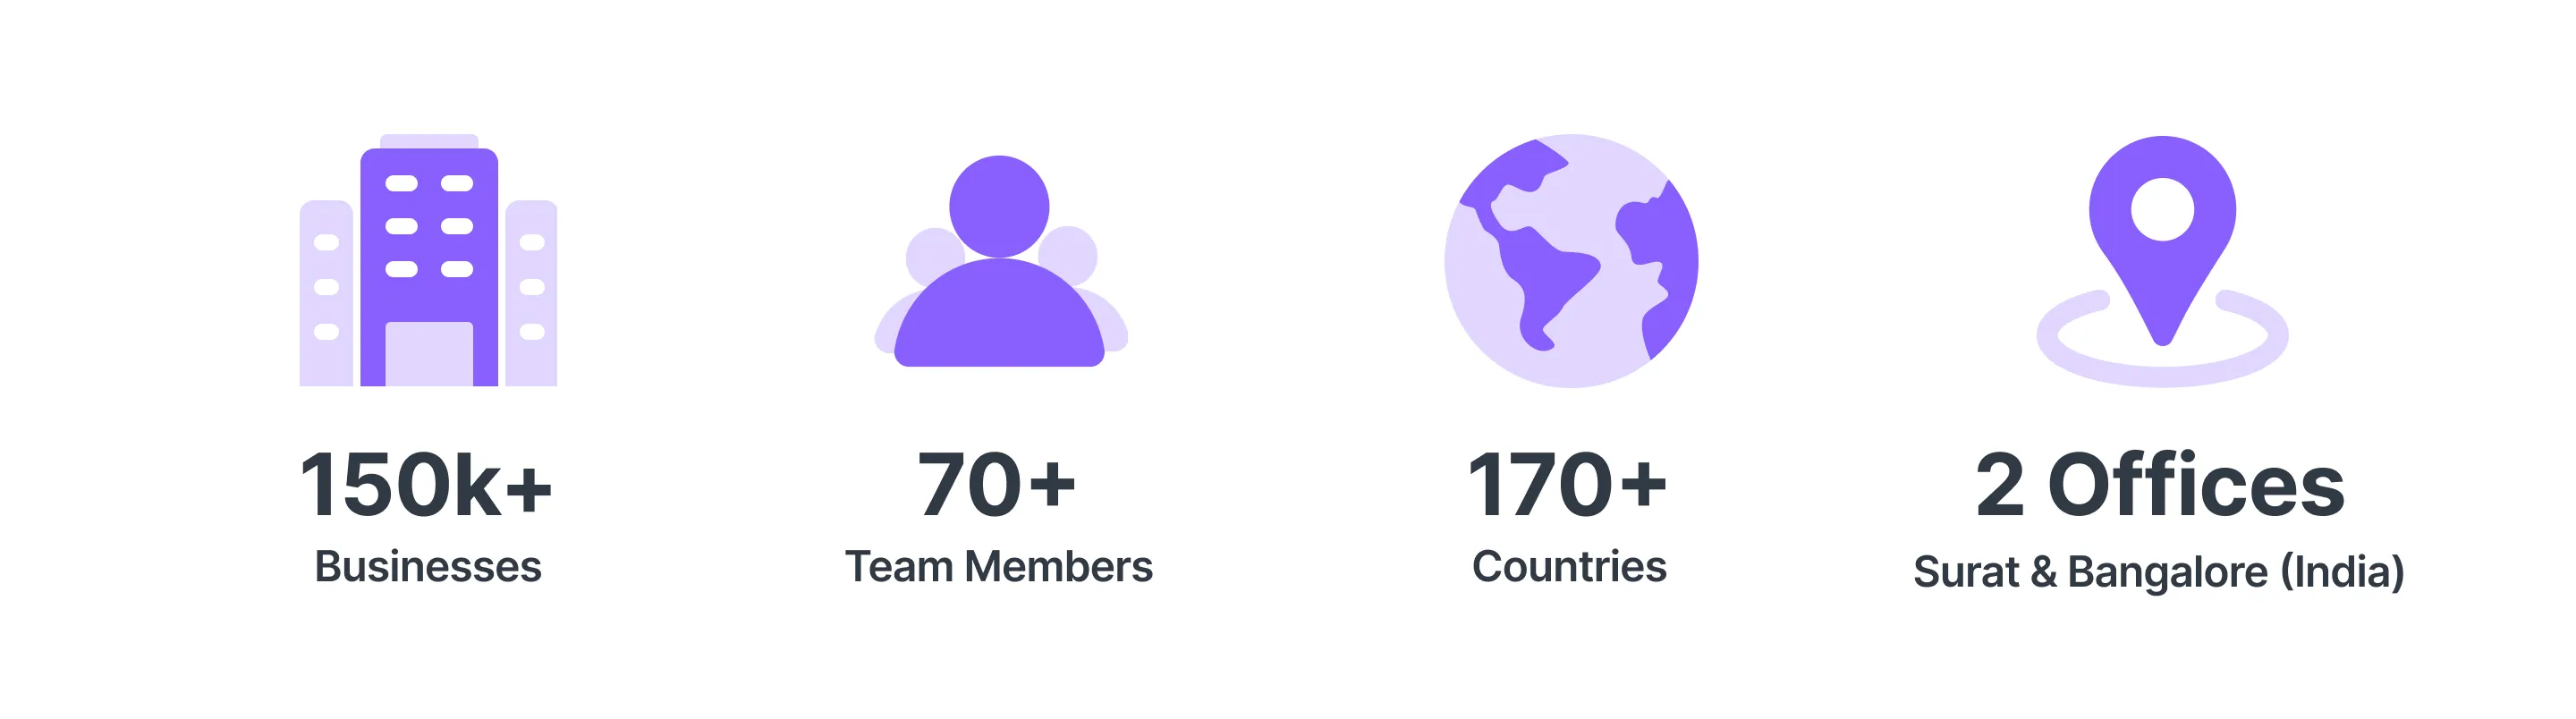 150k+
Businesses
70+
Team Members
170+
Countries
2 Offices
Surat & Bangalore (India)